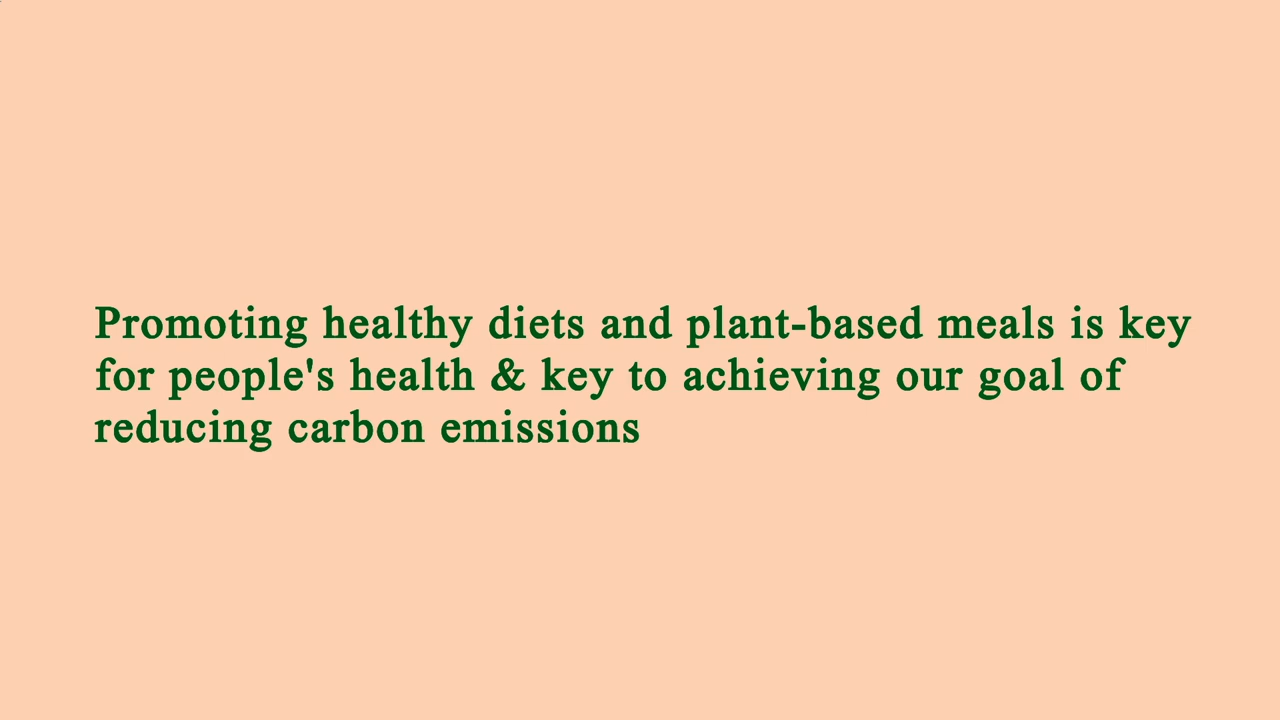 Promoting healthy diets and plant-based meals is key
for people's health & key to achieving our goal of
reducing carbon emissions